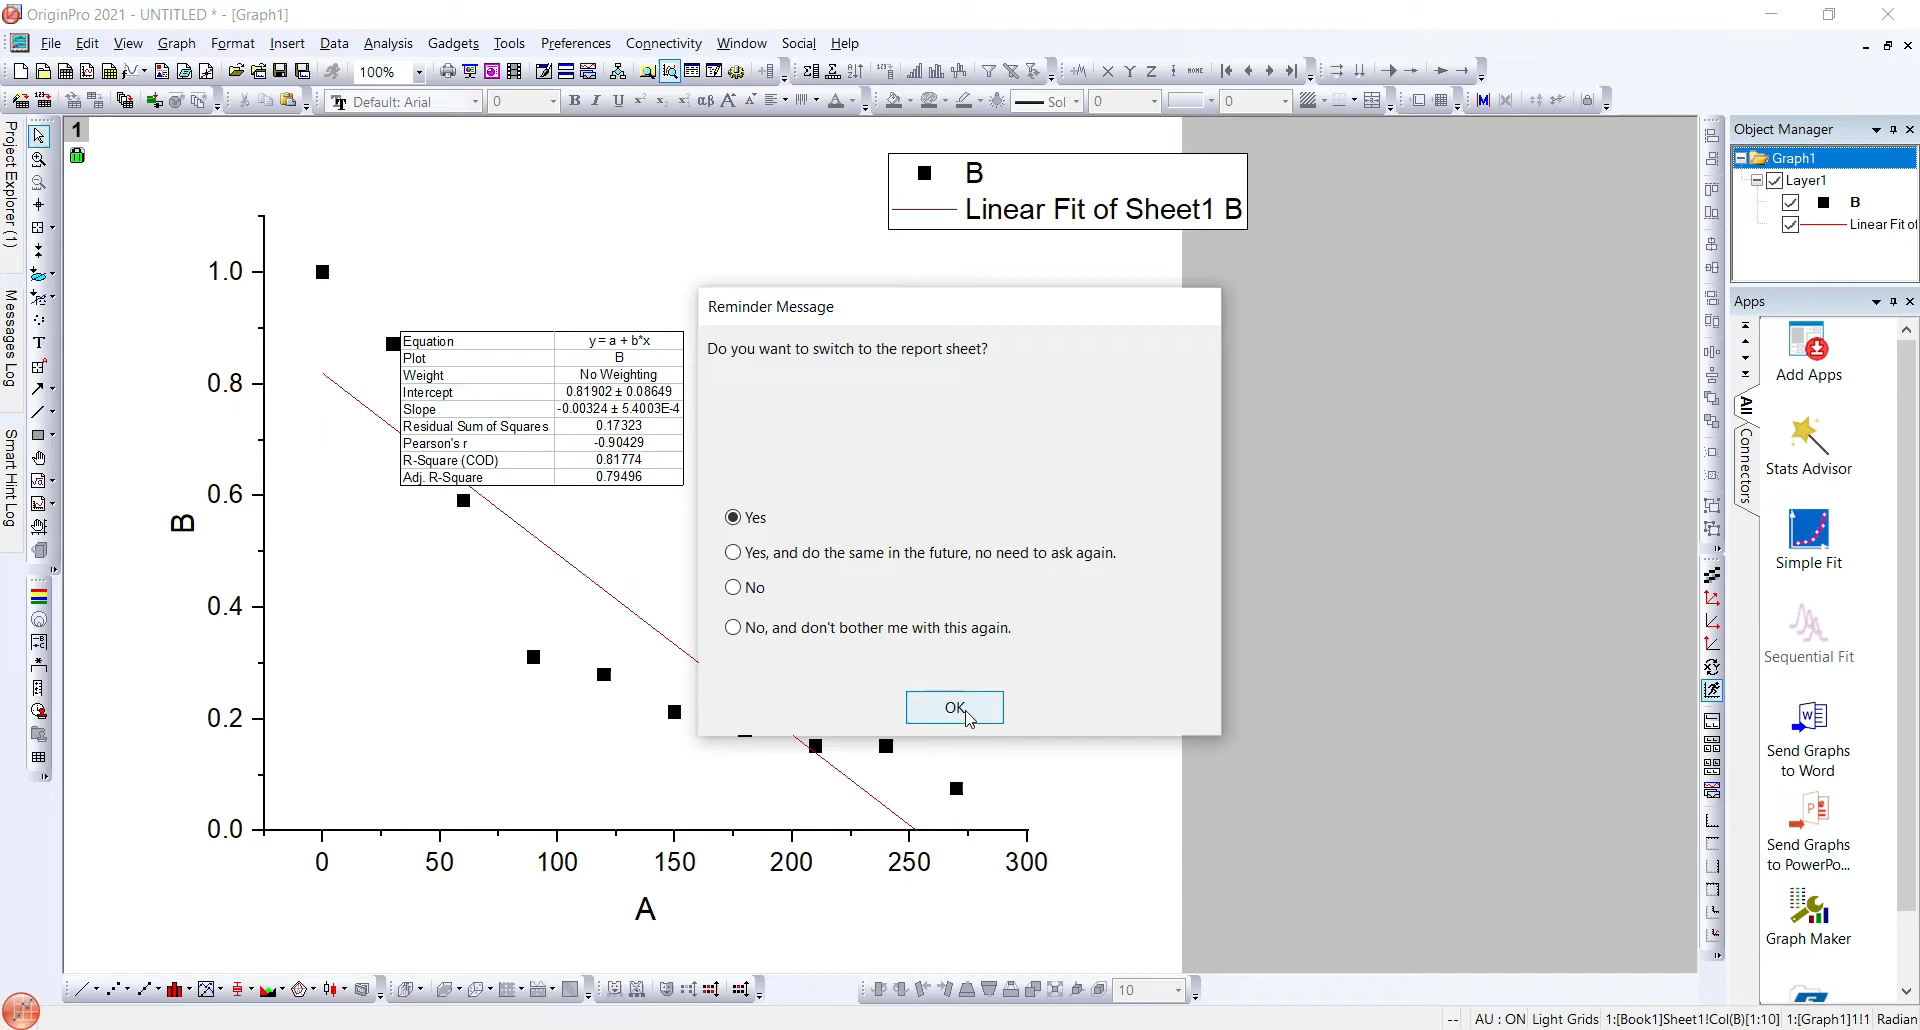 OriginPro 2021 - UNTITLED * - [Graph1]
File Edit View Graph Format Insert Data Analysis Gadgets Tools Preferences Connectivity Window Social Help
100%
Default: Arial 0 B I U Sol 0 0
Project Explorer (1)
Messages Log
Smart Hint Log
1
B
Linear Fit of Sheet1 B
1.0
0.8
0.6
0.4
0.2
0.0
B
0 50 100 150 200 250 300
A
Equation y = a + b*x
Plot B
Weight No Weighting
Intercept 0.81902 ± 0.08649
Slope -0.00324 ± 5.4003E-4
Residual Sum of Squares 0.17323
Pearson's r -0.90429
R-Square (COD) 0.81774
Adj. R-Square 0.79496
Reminder Message
Do you want to switch to the report sheet?
Yes
Yes, and do the same in the future, no need to ask again.
No
No, and don't bother me with this again.
OK
Object Manager
Graph1
Layer1
B
Linear Fit of
Apps
All
Connectors
Add Apps
Stats Advisor
Simple Fit
Sequential Fit
Send Graphs
to Word
Send Graphs
to PowerPo...
Graph Maker
10
-- AU : ON Light Grids 1:[Book1]Sheet1!Col(B)[1:10] 1:[Graph1]1!1 Radian